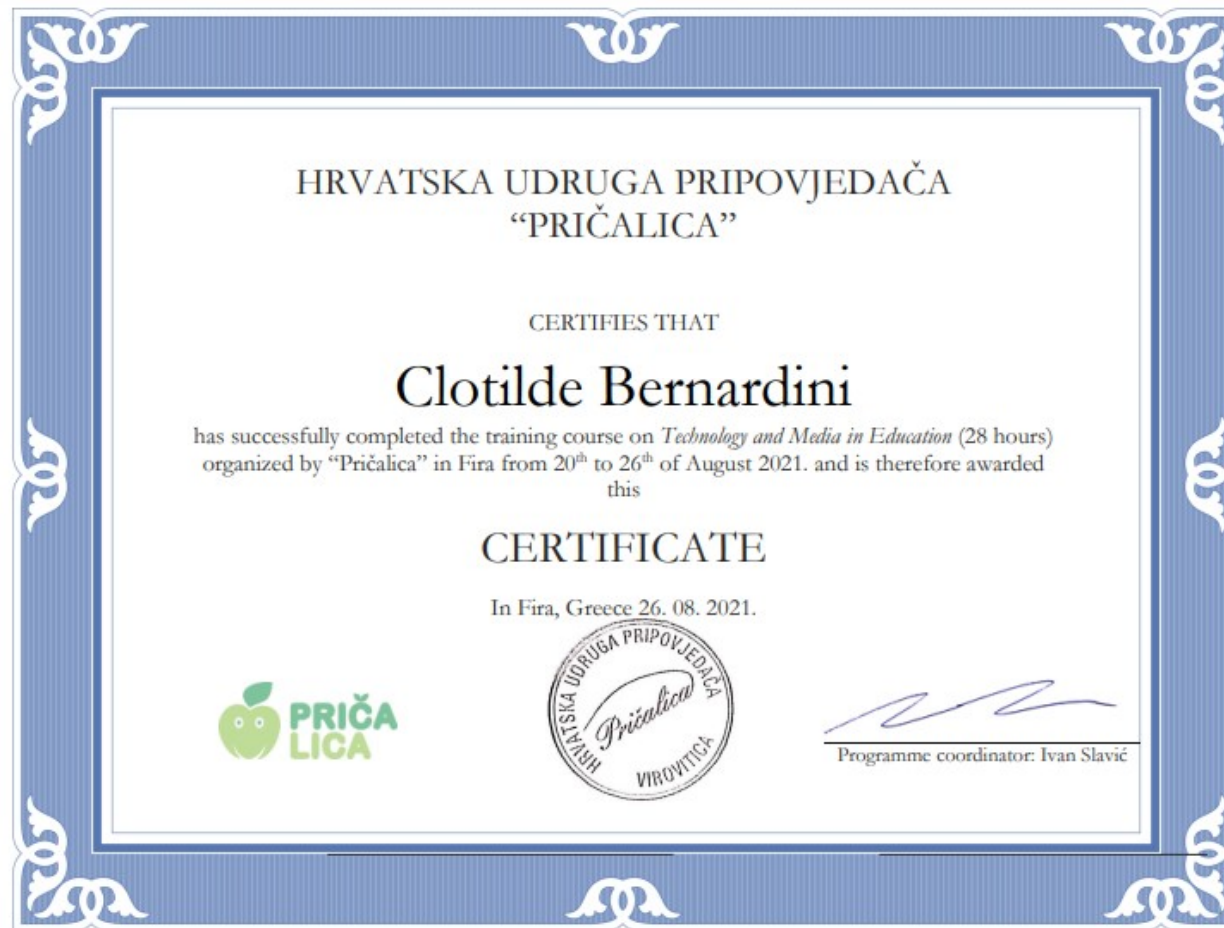 HRVATSKA UDRUGA PRIPOVJEDAČA
“PRIČALICA”
CERTIFIES THAT
Clotilde Bernardini
has successfully completed the training course on Technology and Media in Education (28 hours)
organized by “Pričalica” in Fira from 20th to 26th of August 2021. and is therefore awarded
this
CERTIFICATE
In Fira, Greece 26. 08. 2021.
PRIČA
LICA
HRVATSKA UDRUGA PRIPOVJEDAČA
Pričalica
VIROVITICA
Programme coordinator: Ivan Slavić